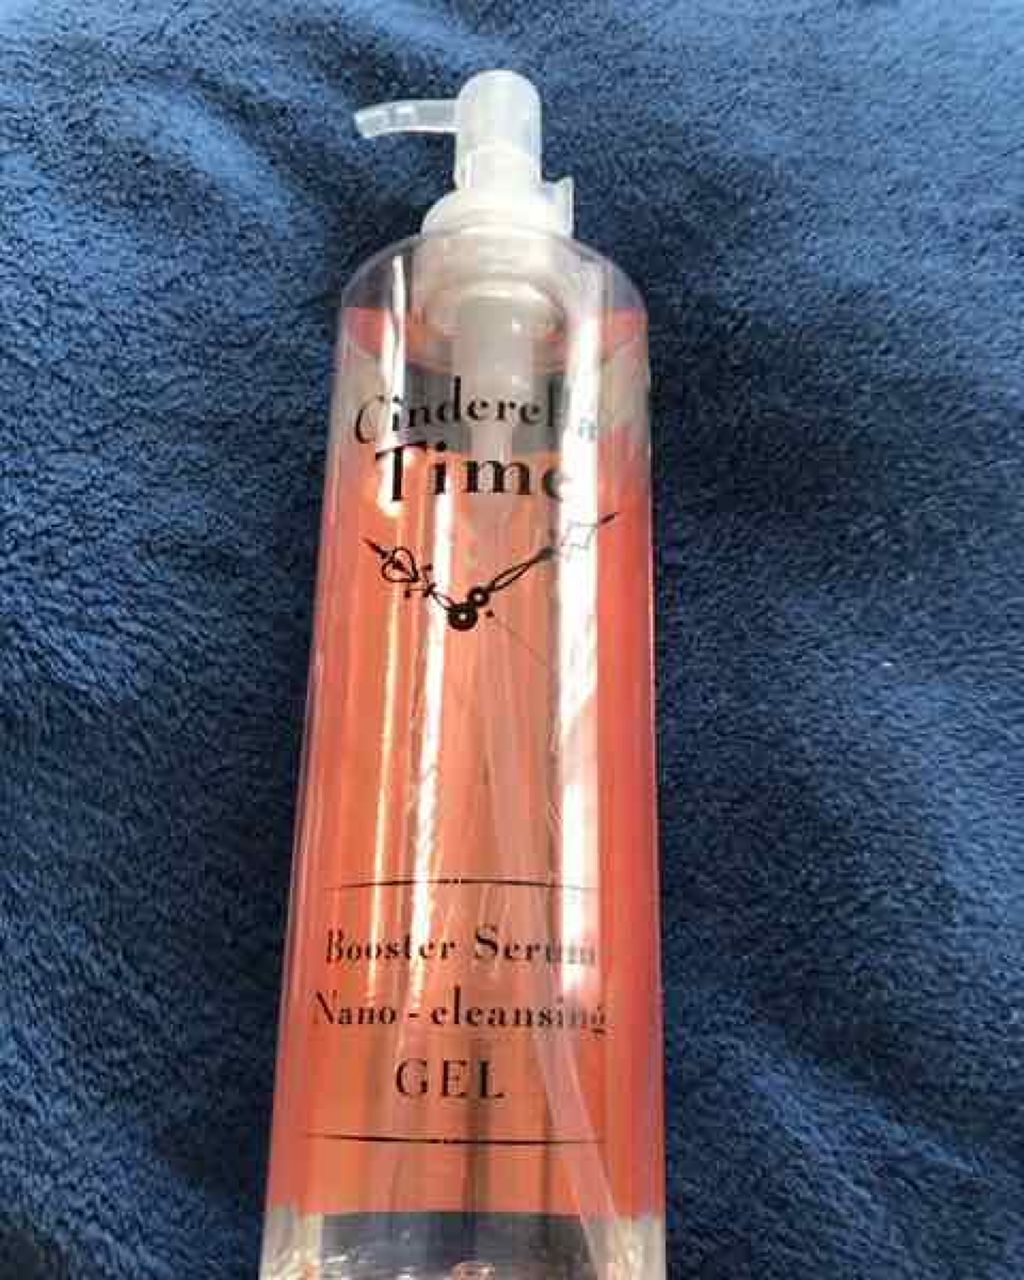 Cinderella
Time
Booster Serum
Nano - cleansing
GEL